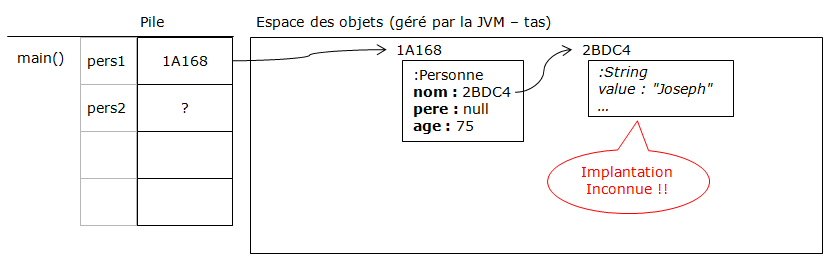 Pile
Espace des objets (géré par la JVM – tas)
main()
pers1
1A168
pers2
?
1A168
:Personne
nom : 2BDC4
pere : null
age : 75
2BDC4
:String
value : "Joseph"
...
Implantation
Inconnue !!